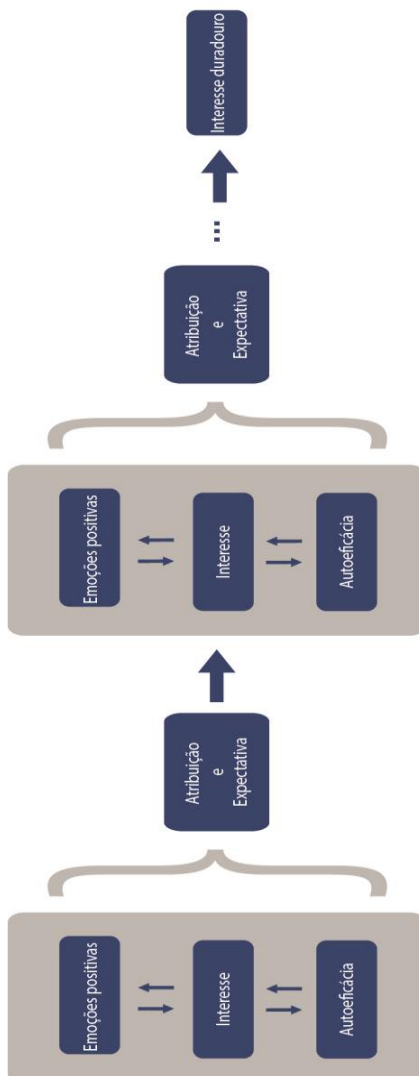 Emoções positivas
Interesse
Autoeficácia
Atribuição
e
Expectativa
Emoções positivas
Interesse
Autoeficácia
Atribuição
e
Expectativa
...
Interesse duradouro